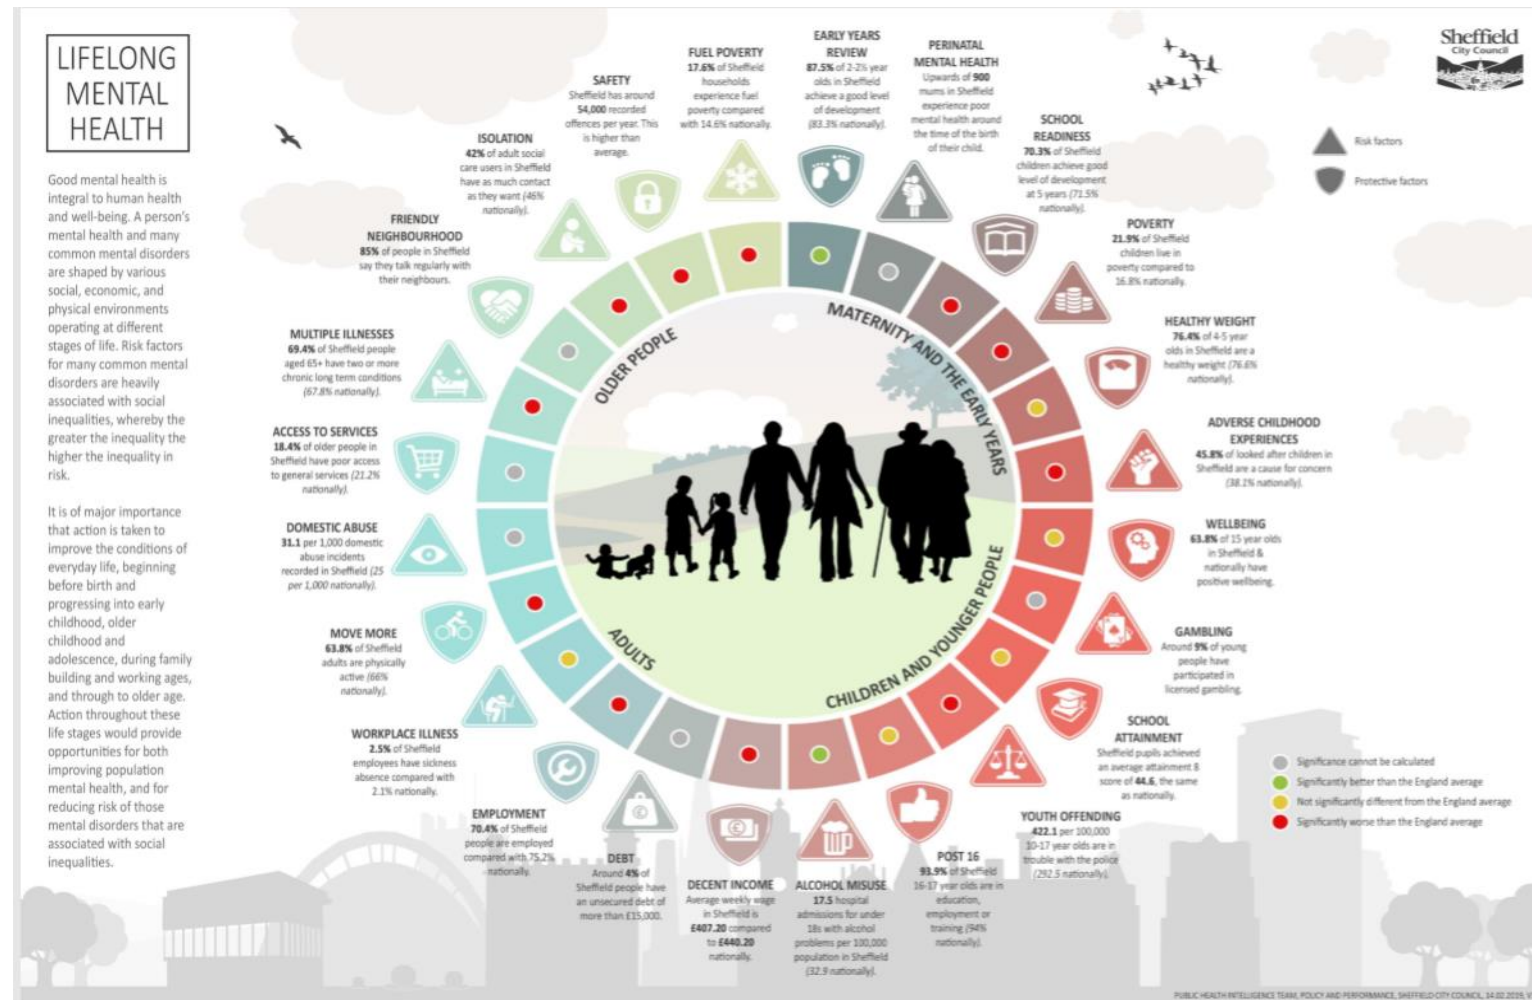 LIFELONG
MENTAL
HEALTH
Good mental health is
integral to human health
and well-being. A person's
mental health and many
common mental disorders
are shaped by various
social, economic, and
physical environments
operating at different
stages of life. Risk factors
for many common mental
disorders are heavily
associated with social
inequalities, whereby the
greater the inequality the
higher the inequality in
risk.
It is of major importance
that action is taken to
improve the conditions of
everyday life, beginning
before birth and
progressing into early
childhood, older
childhood and
adolescence, during family
building and working ages,
and through to older age.
Action throughout these
life stages would provide
opportunities for both
improving population
mental health, and for
reducing risk of those
mental disorders that are
associated with social
inequalities.
EARLY YEARS
REVIEW
87.5% of 2-2½ year
olds in Sheffield
achieve a good level
of development
(83.3% nationally).
PERINATAL
MENTAL HEALTH
Upwards of 900
mums in Sheffield
experience poor
mental health around
the time of the birth
of their child.
SCHOOL
READINESS
70.3% of Sheffield
children achieve good
level of development
at 5 years (71.5%
nationally).
POVERTY
21.9% of Sheffield
children live in
poverty compared to
16.8% nationally.
HEALTHY WEIGHT
76.4% of 4-5 year
olds in Sheffield are a
healthy weight (76.6%
nationally).
ADVERSE CHILDHOOD
EXPERIENCES
45.8% of looked after children in
Sheffield are a cause for concern
(38.1% nationally).
WELLBEING
63.8% of 15 year olds
in Sheffield &
nationally have
positive wellbeing.
GAMBLING
Around 9% of young
people have
participated in
licensed gambling.
SCHOOL
ATTAINMENT
Sheffield pupils achieved
an average attainment 8
score of 44.6, the same
as nationally.
YOUTH OFFENDING
422.1 per 100,000
10-17 year olds are in
trouble with the police
(292.5 nationally).
POST 16
93.9% of Sheffield
16-17 year olds are in
education,
employment or
training (94%
nationally).
ALCOHOL MISUSE
17.5 hospital
admissions for under
18s with alcohol
problems per 100,000
population in Sheffield
(32.9 nationally).
DECENT INCOME
Average weekly wage
in Sheffield is
£407.20 compared
to £440.20
nationally.
DEBT
Around 4% of
Sheffield people have
an unsecured debt of
more than £15,000.
EMPLOYMENT
70.4% of Sheffield
people are employed
compared with 75.2%
nationally.
WORKPLACE ILLNESS
2.5% of Sheffield
employees have sickness
absence compared with
2.1% nationally.
MOVE MORE
63.8% of Sheffield
adults are physically
active (66%
nationally).
DOMESTIC ABUSE
31.1 per 1,000 domestic
abuse incidents
recorded in Sheffield (25
per 1,000 nationally).
ACCESS TO SERVICES
18.4% of older people in
Sheffield have poor access
to general services (21.2%
nationally).
MULTIPLE ILLNESSES
69.4% of Sheffield people
aged 65+ have two or more
chronic long term conditions
(67.8% nationally).
FRIENDLY
NEIGHBOURHOOD
85% of people in Sheffield
say they talk regularly with
their neighbours.
ISOLATION
42% of adult social
care users in Sheffield
have as much contact
as they want (46%
nationally).
SAFETY
Sheffield has around
54,000 recorded
offences per year. This
is higher than
average.
FUEL POVERTY
17.6% of Sheffield
households
experience fuel
poverty compared
with 14.6% nationally.
MATERNITY AND THE EARLY YEARS
CHILDREN AND YOUNGER PEOPLE
ADULTS
OLDER PEOPLE
Sheffield
City Council
Risk factors
Protective factors
Significance cannot be calculated
Significantly better than the England average
Not significantly different from the England average
Significantly worse than the England average
PUBLIC HEALTH INTELLIGENCE TEAM, POLICY AND PERFORMANCE, SHEFFIELD CITY COUNCIL, 14.02.2019,